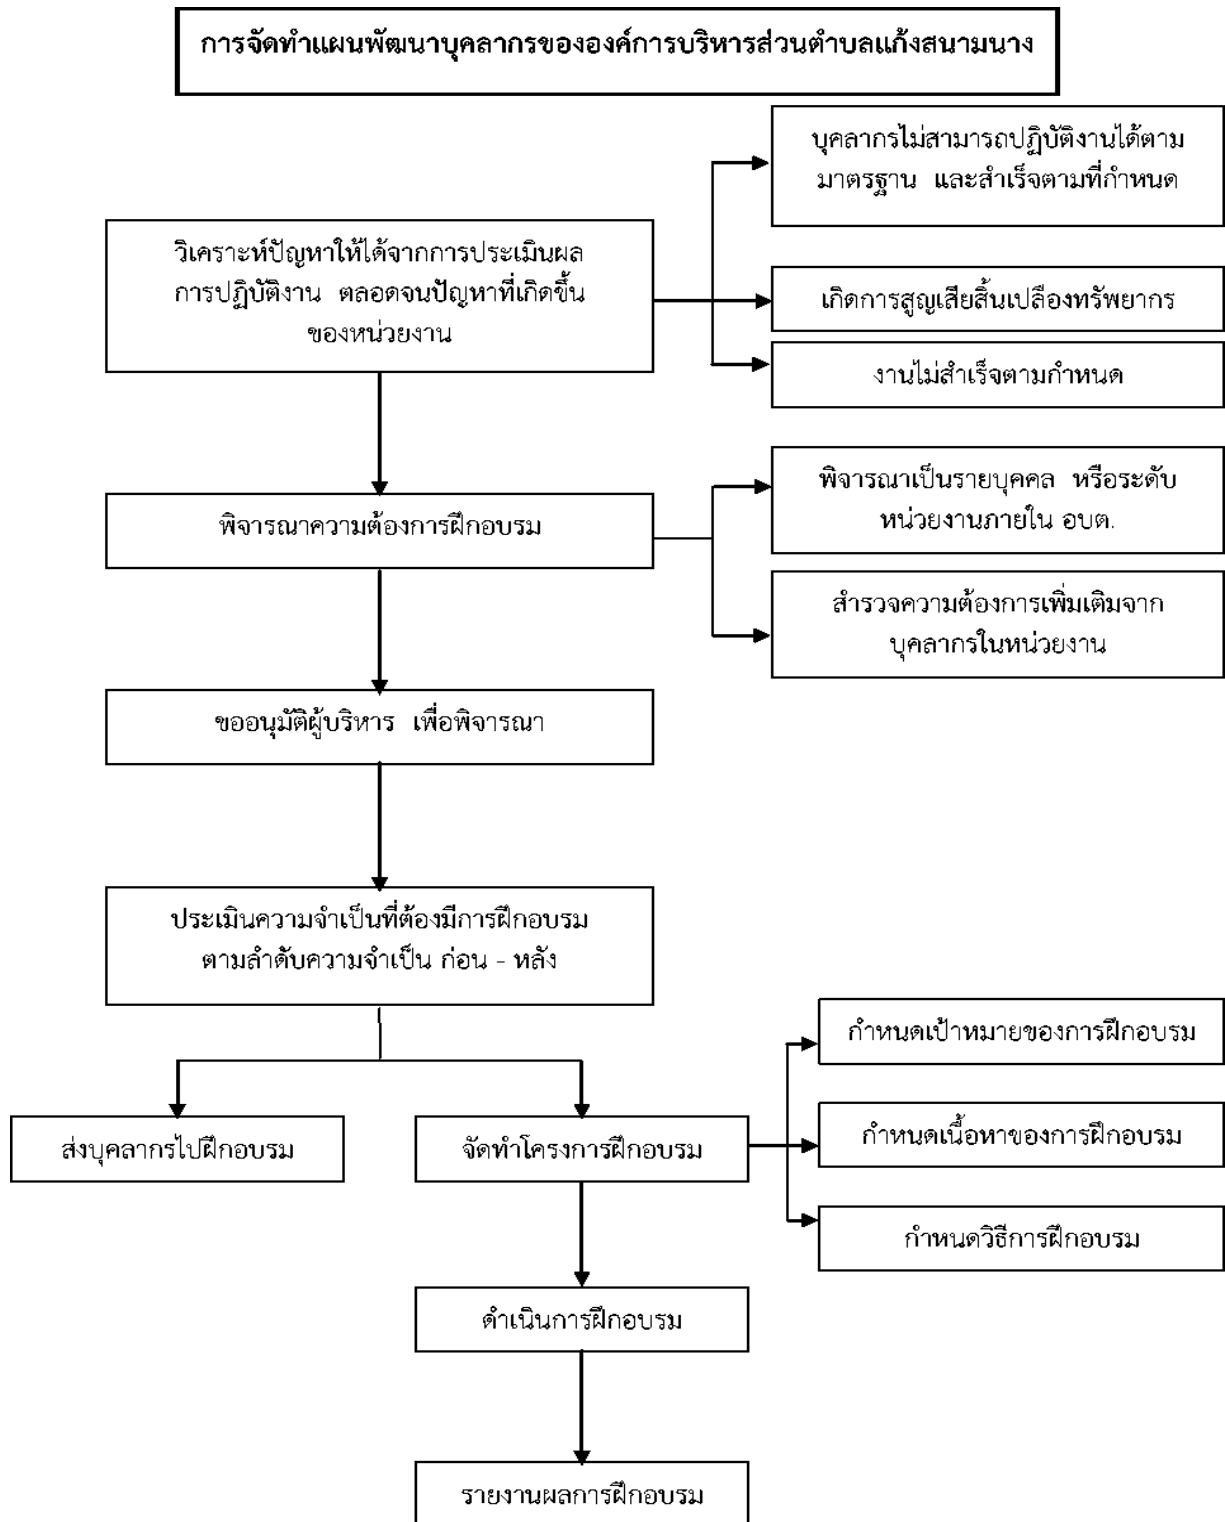 การจัดทำแผนพัฒนาบุคลากรขององค์การบริหารส่วนตำบลแก้งสนามนาง
บุคลากรไม่สามารถปฏิบัติงานได้ตาม
มาตรฐาน และสำเร็จตามที่กำหนด
วิเคราะห์ปัญหาให้ได้จากการประเมินผล
การปฏิบัติงาน ตลอดจนปัญหาที่เกิดขึ้น
ของหน่วยงาน
เกิดการสูญเสียสิ้นเปลืองทรัพยากร
งานไม่สำเร็จตามกำหนด
พิจารณาความต้องการฝึกอบรม
พิจารณาเป็นรายบุคคล หรือระดับ
หน่วยงานภายใน อบต.
สำรวจความต้องการเพิ่มเติมจาก
บุคลากรในหน่วยงาน
ขออนุมัติผู้บริหาร เพื่อพิจารณา
ประเมินความจำเป็นที่ต้องมีการฝึกอบรม
ตามลำดับความจำเป็น ก่อน - หลัง
ส่งบุคลากรไปฝึกอบรม
จัดทำโครงการฝึกอบรม
กำหนดเป้าหมายของการฝึกอบรม
กำหนดเนื้อหาของการฝึกอบรม
กำหนดวิธีการฝึกอบรม
ดำเนินการฝึกอบรม
รายงานผลการฝึกอบรม